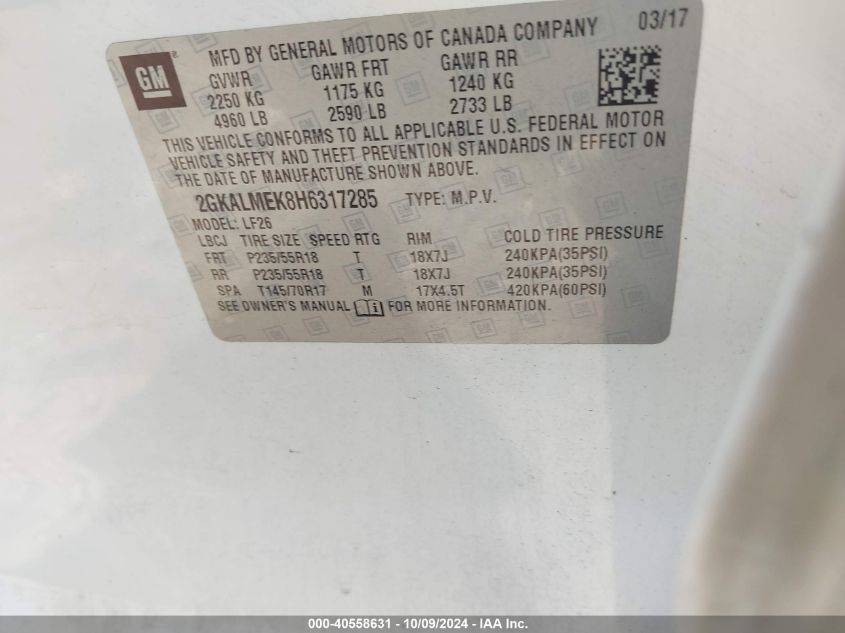 MFD BY GENERAL MOTORS OF CANADA COMPANY 03/17
GM®
GVWR GAWR FRT GAWR RR
2250 KG 1175 KG 1240 KG
4960 LB 2590 LB 2733 LB
THIS VEHICLE CONFORMS TO ALL APPLICABLE U.S. FEDERAL MOTOR
VEHICLE SAFETY AND THEFT PREVENTION STANDARDS IN EFFECT ON
THE DATE OF MANUFACTURE SHOWN ABOVE.
2GKALMEK8H6317285 TYPE: M.P.V.
MODEL: LF26
LBCJ TIRE SIZE SPEED RTG RIM COLD TIRE PRESSURE
FRT P235/55R18 T 18X7J 240KPA(35PSI)
RR P235/55R18 T 18X7J 240KPA(35PSI)
SPA T145/70R17 M 17X4.5T 420KPA(60PSI)
SEE OWNER'S MANUAL FOR MORE INFORMATION.
000-40558631 - 10/09/2024 - IAA Inc.